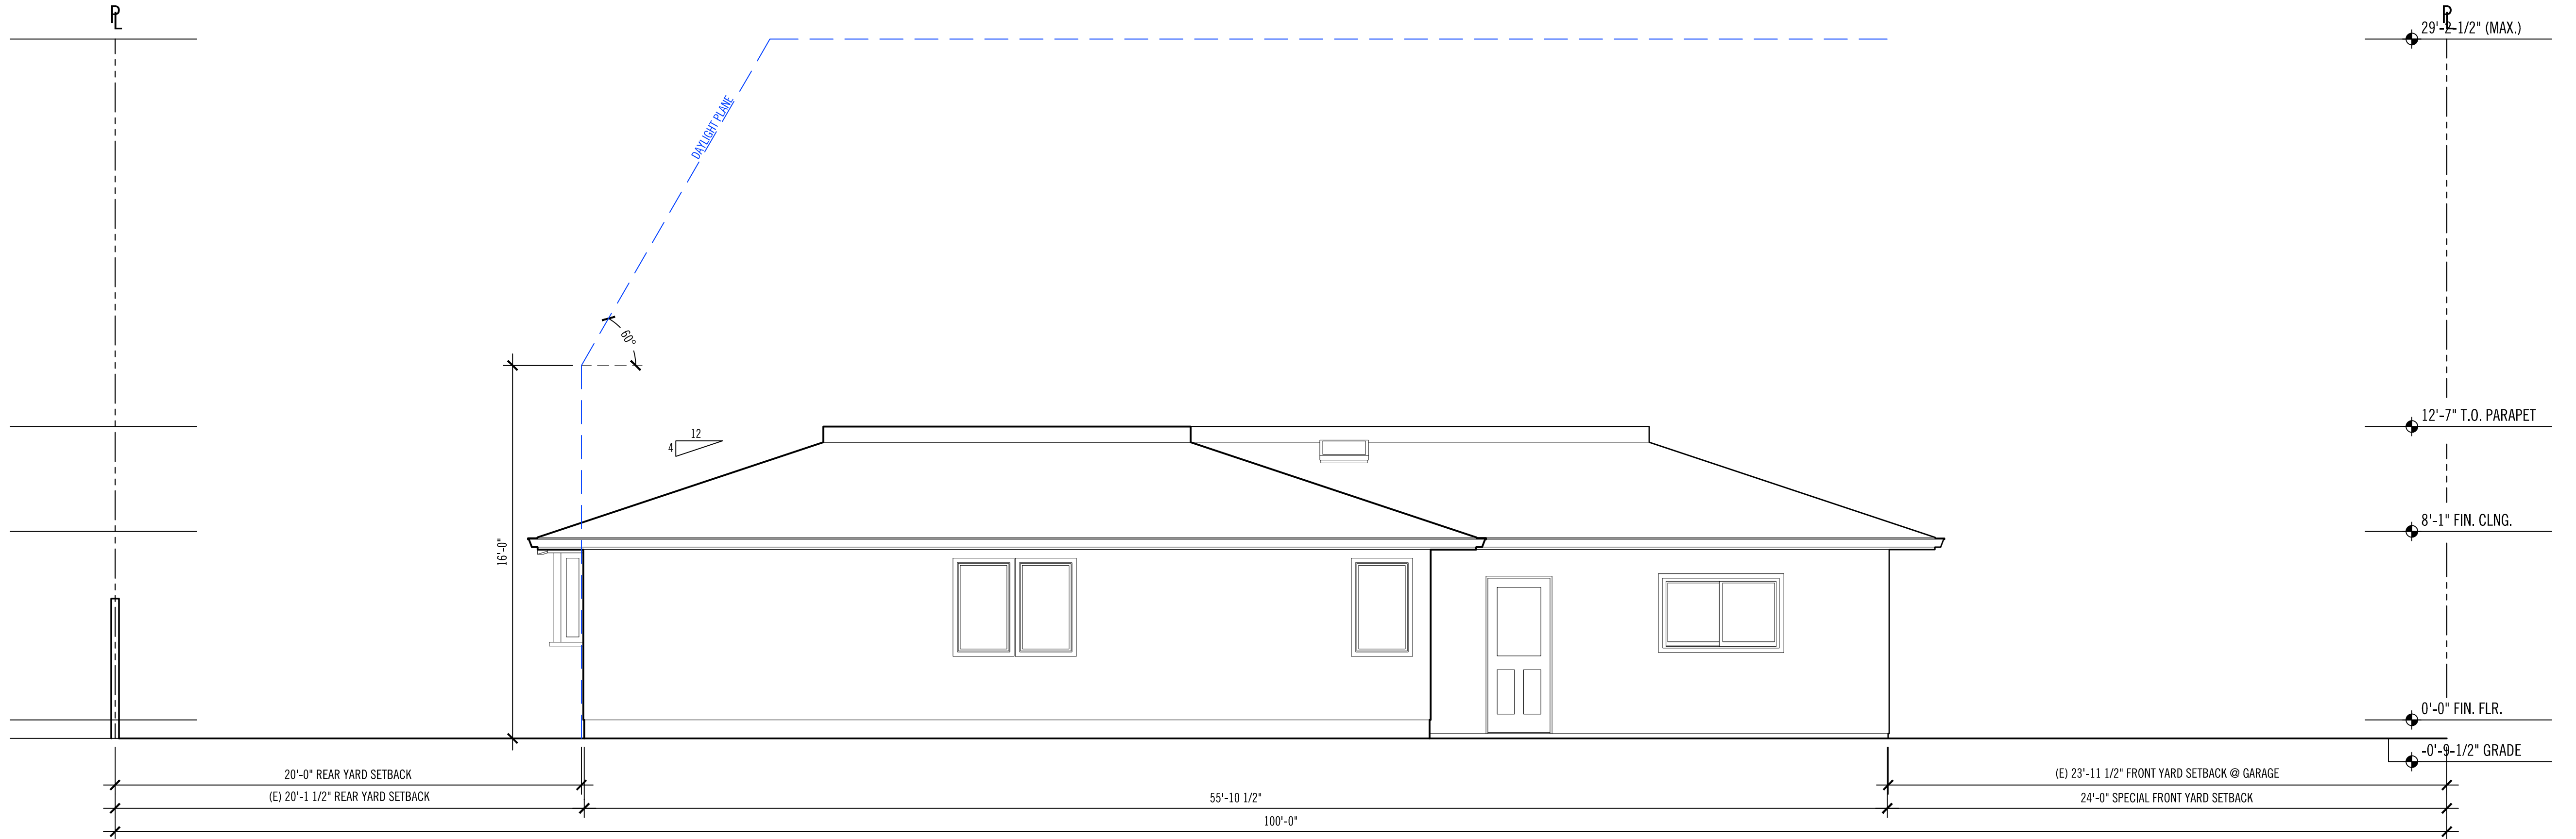 PL
PL
29'-2-1/2" (MAX.)
DAYLIGHT PLANE
60°
12
4
12'-7" T.O. PARAPET
8'-1" FIN. CLNG.
16'-0"
0'-0" FIN. FLR.
-0'-9-1/2" GRADE
20'-0" REAR YARD SETBACK
(E) 23'-11 1/2" FRONT YARD SETBACK @ GARAGE
(E) 20'-1 1/2" REAR YARD SETBACK
55'-10 1/2"
24'-0" SPECIAL FRONT YARD SETBACK
100'-0"